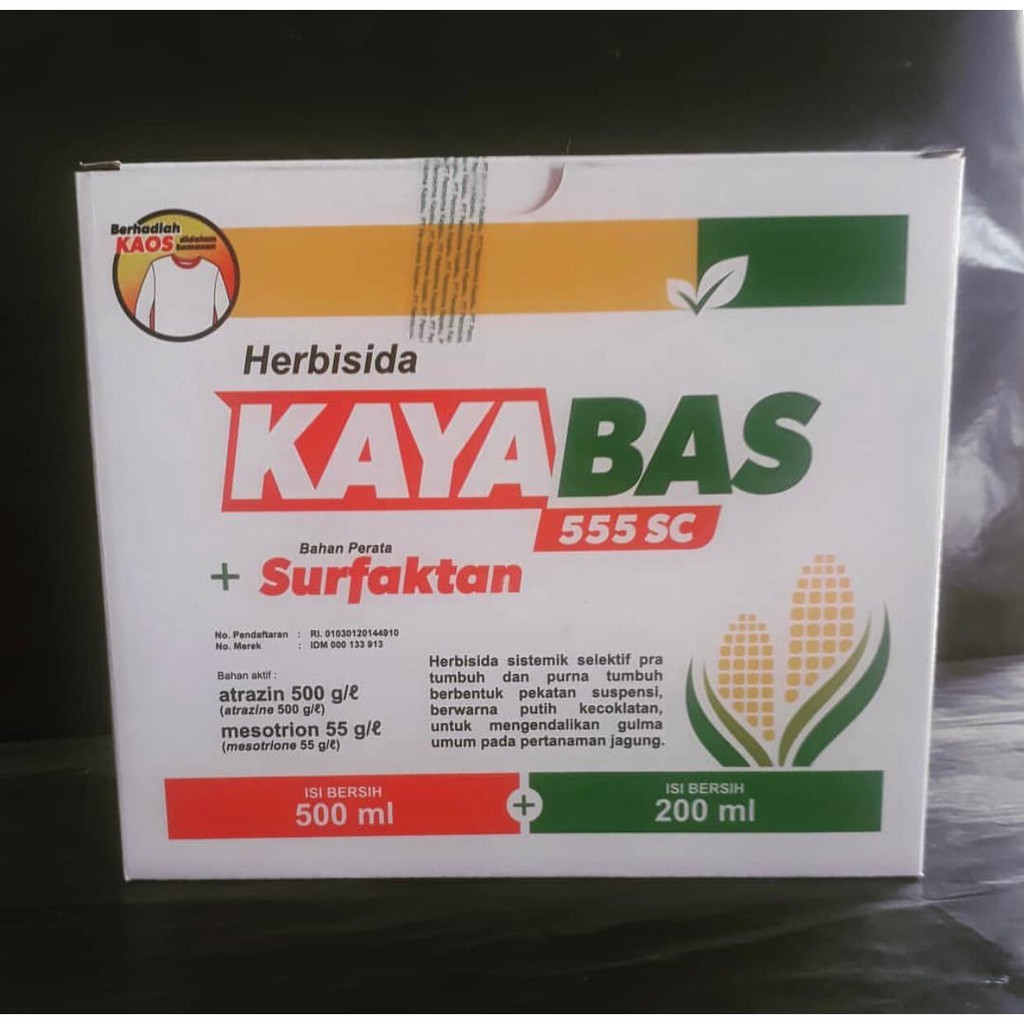 Berhadiah
KAOS didalam
kemasan
Herbisida
KAYABAS
555 SC
Bahan Perata
+ Surfaktan
No. Pendaftaran : RI. 01030120144910
No. Merek : IDM 000 133 913
Bahan aktif :
atrazin 500 g/ℓ
(atrazine 500 g/ℓ)
mesotrion 55 g/ℓ
(mesotrione 55 g/ℓ)
Herbisida sistemik selektif pra
tumbuh dan purna tumbuh
berbentuk pekatan suspensi,
berwarna putih kecoklatan,
untuk mengendalikan gulma
umum pada pertanaman jagung.
ISI BERSIH
500 ml
+
ISI BERSIH
200 ml